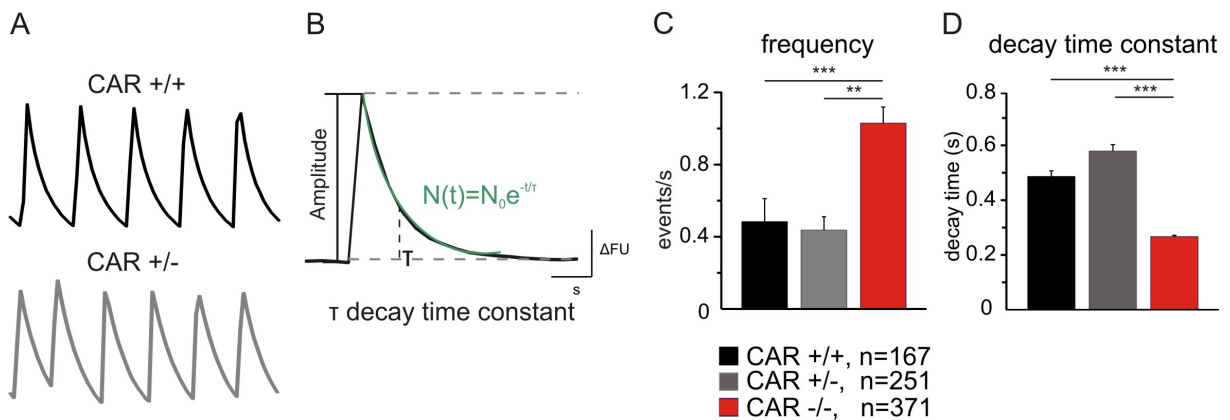 A
CAR +/+
CAR +/-
B
Amplitude
N(t)=N₀e^-t/τ
T
ΔFU
s
τ decay time constant
C
frequency
***
**
1.2
0.8
0.4
0
events/s
D
decay time constant
***
***
0.8
0.6
0.4
0.2
0
decay time (s)
CAR +/+, n=167
CAR +/-, n=251
CAR -/-, n=371